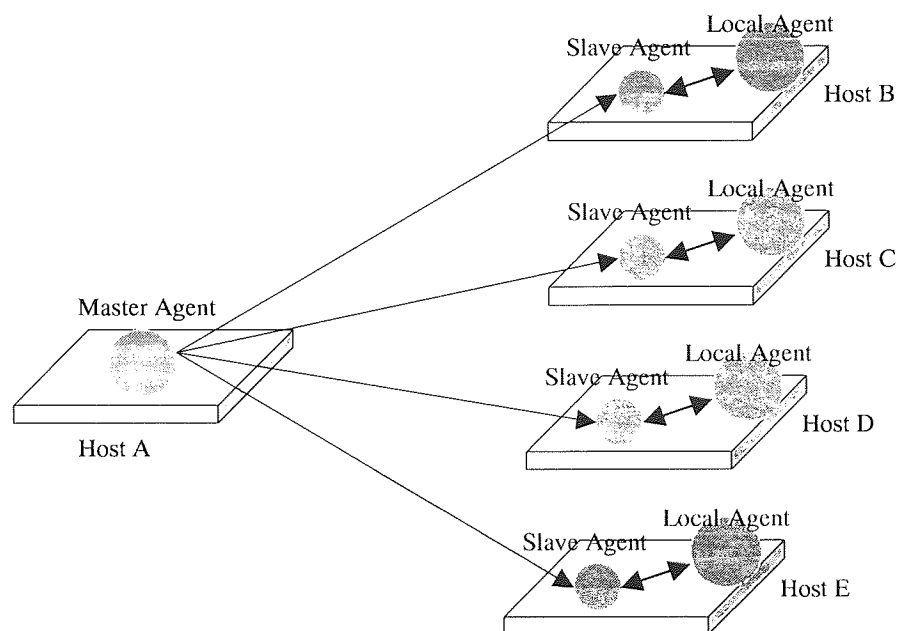 Local Agent
Slave Agent
Host B
Local Agent
Slave Agent
Host C
Master Agent
Host A
Local Agent
Slave Agent
Host D
Local Agent
Slave Agent
Host E